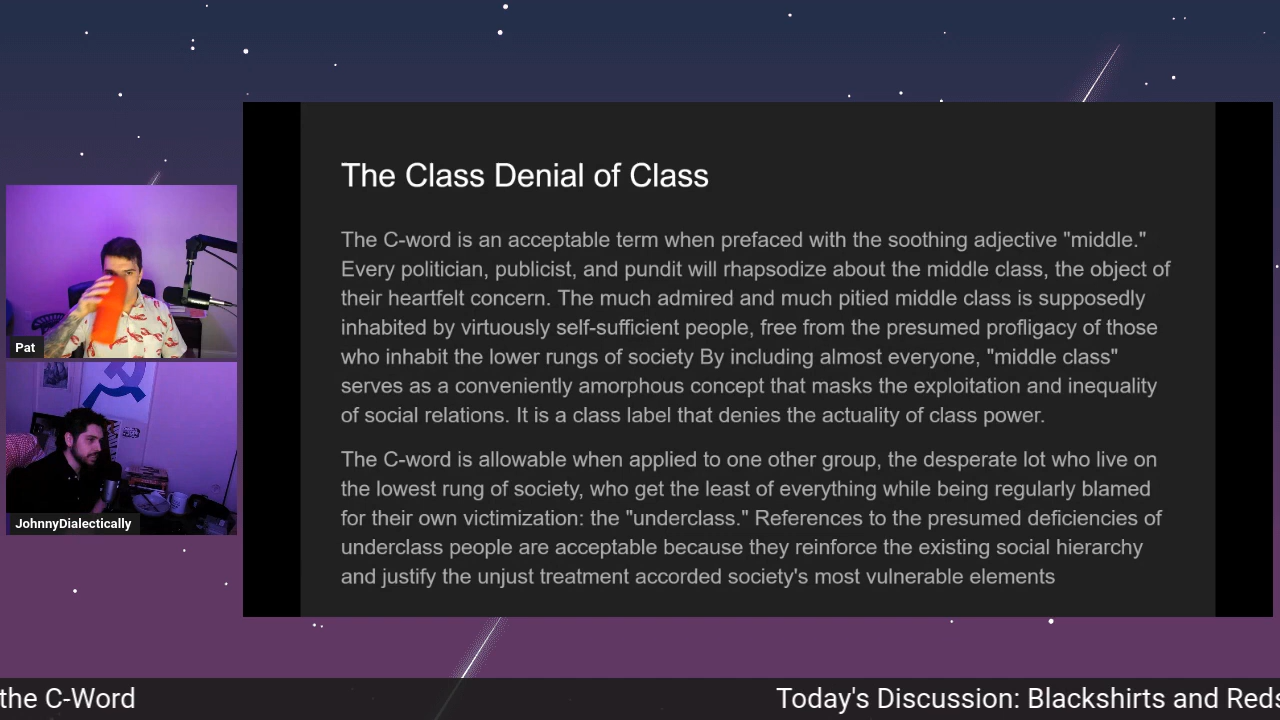 The Class Denial of Class
The C-word is an acceptable term when prefaced with the soothing adjective "middle."
Every politician, publicist, and pundit will rhapsodize about the middle class, the object of
their heartfelt concern. The much admired and much pitied middle class is supposedly
inhabited by virtuously self-sufficient people, free from the presumed profligacy of those
who inhabit the lower rungs of society By including almost everyone, "middle class"
serves as a conveniently amorphous concept that masks the exploitation and inequality
of social relations. It is a class label that denies the actuality of class power.
The C-word is allowable when applied to one other group, the desperate lot who live on
the lowest rung of society, who get the least of everything while being regularly blamed
for their own victimization: the "underclass." References to the presumed deficiencies of
underclass people are acceptable because they reinforce the existing social hierarchy
and justify the unjust treatment accorded society's most vulnerable elements
Pat
JohnnyDialectically
the C-Word
Today's Discussion: Blackshirts and Reds